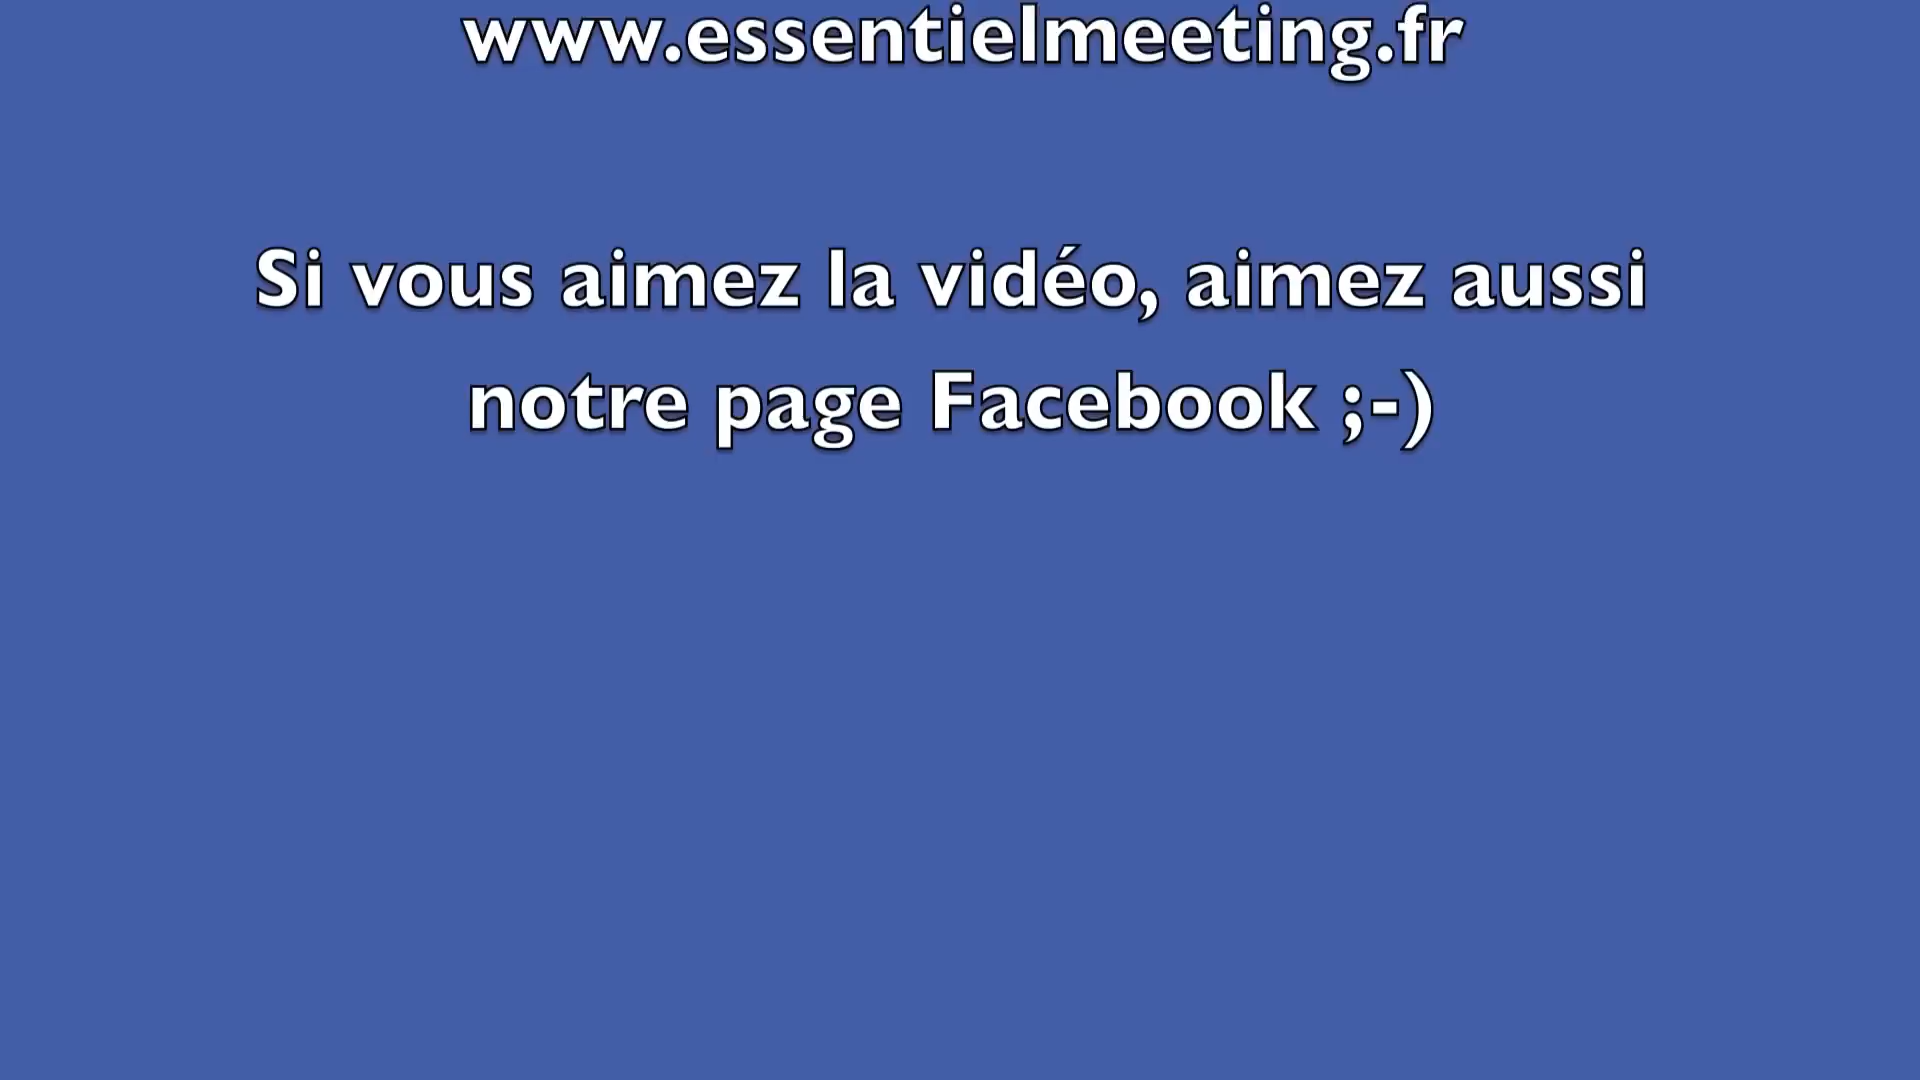 www.essentielmeeting.fr
Si vous aimez la vidéo, aimez aussi
notre page Facebook ;-)